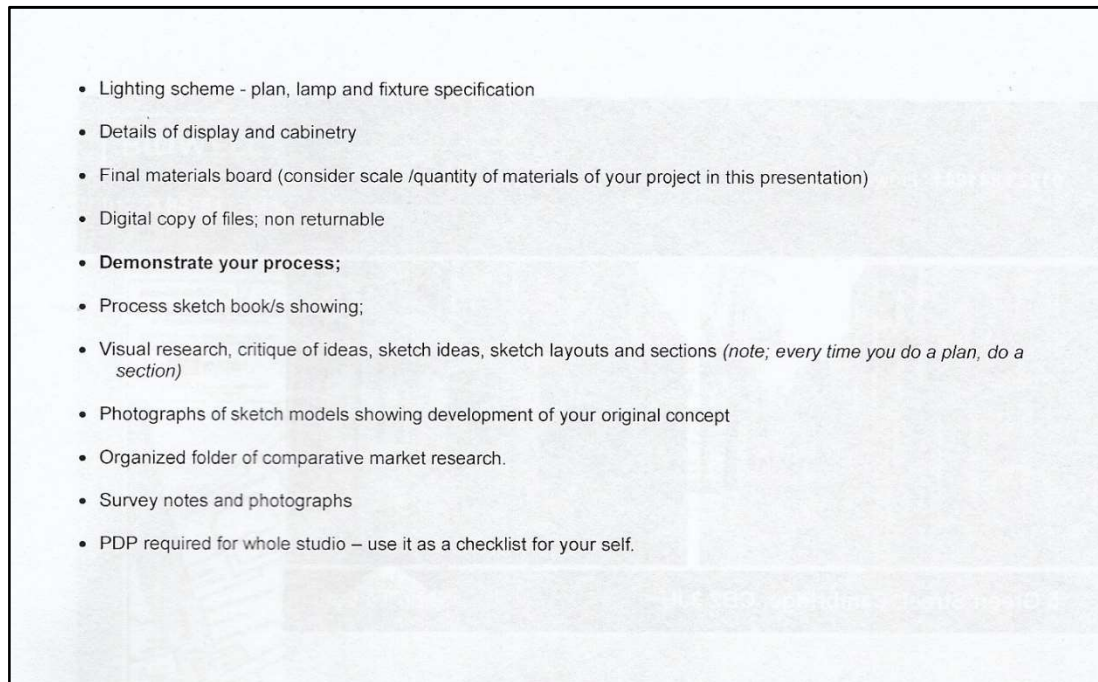 • Lighting scheme - plan, lamp and fixture specification
• Details of display and cabinetry
• Final materials board (consider scale /quantity of materials of your project in this presentation)
• Digital copy of files; non returnable
• Demonstrate your process;
• Process sketch book/s showing;
• Visual research, critique of ideas, sketch ideas, sketch layouts and sections (note; every time you do a plan, do a
section)
• Photographs of sketch models showing development of your original concept
• Organized folder of comparative market research.
• Survey notes and photographs
• PDP required for whole studio – use it as a checklist for your self.